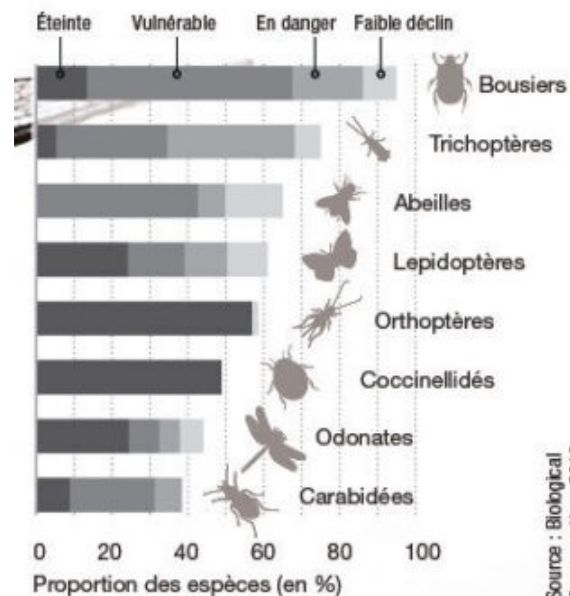 Éteinte Vulnérable En danger Faible déclin
Bousiers
Trichoptères
Abeilles
Lepidoptères
Orthoptères
Coccinellidés
Odonates
Carabidées
0 20 40 60 80 100
Proportion des espèces (en %)
Source : Biological